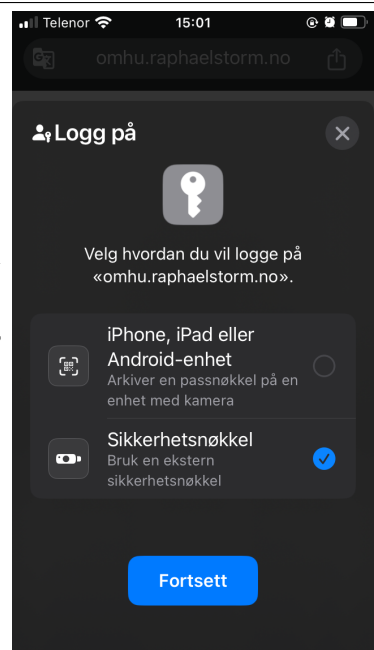 Telenor 15:01
omhu.raphaelstorm.no
Logg på
Velg hvordan du vil logge på
«omhu.raphaelstorm.no».
iPhone, iPad eller
Android-enhet
Arkiver en passnøkkel på en
enhet med kamera
Sikkerhetsnøkkel
Bruk en ekstern
sikkerhetsnøkkel
Fortsett